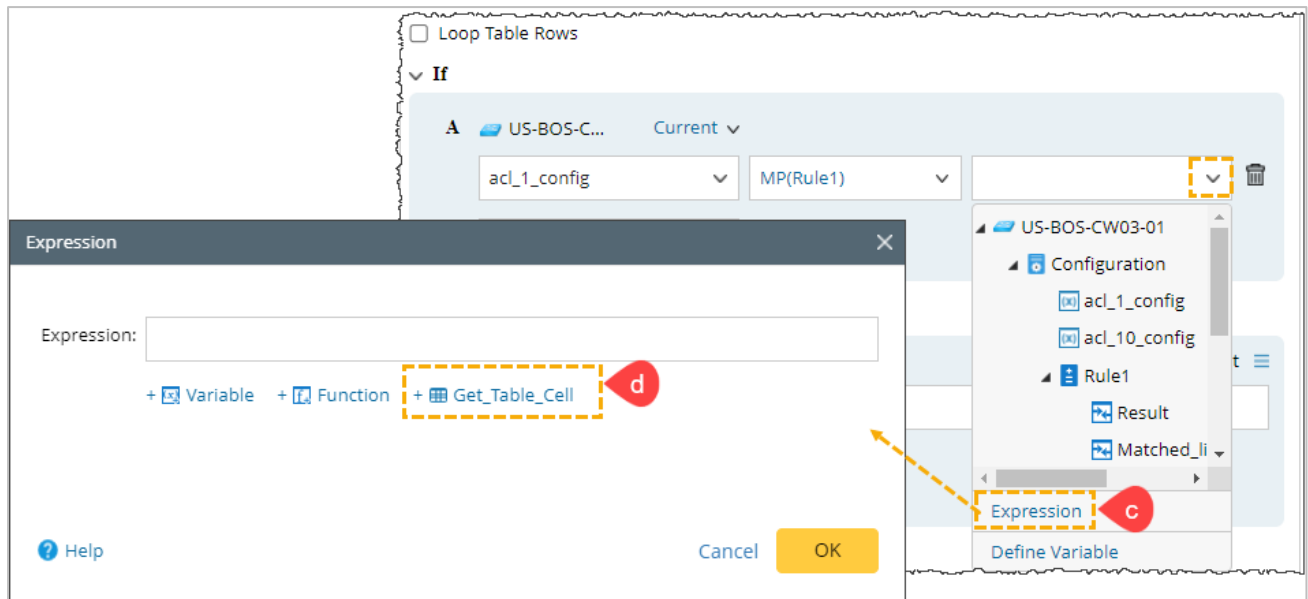 Loop Table Rows
If
A US-BOS-C... Current
acl_1_config MP(Rule1)
US-BOS-CW03-01
Configuration
acl_1_config
acl_10_config
Rule1
Result
Matched_li
Expression c
Define Variable
t
Expression
Expression:
+ Variable + Function + Get_Table_Cell d
Help Cancel OK